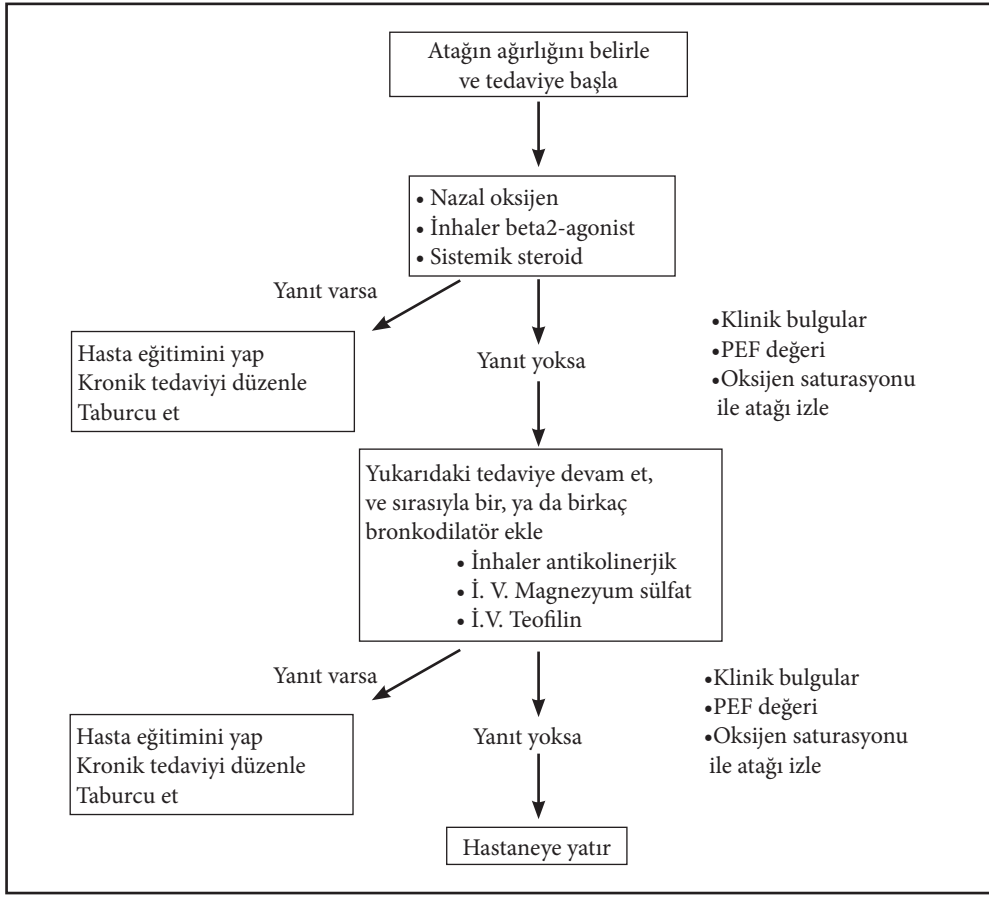 Atağın ağırlığını belirle
ve tedaviye başla
• Nazal oksijen
• İnhaler beta2-agonist
• Sistemik steroid
Yanıt varsa
Hasta eğitimini yap
Kronik tedaviyi düzenle
Taburcu et
Yanıt yoksa
•Klinik bulgular
•PEF değeri
•Oksijen saturasyonu
ile atağı izle
Yukarıdaki tedaviye devam et,
ve sırasıyla bir, ya da birkaç
bronkodilatör ekle
• İnhaler antikolinerjik
• İ. V. Magnezyum sülfat
• İ.V. Teofilin
Yanıt varsa
Hasta eğitimini yap
Kronik tedaviyi düzenle
Taburcu et
Yanıt yoksa
•Klinik bulgular
•PEF değeri
•Oksijen saturasyonu
ile atağı izle
Hastaneye yatır